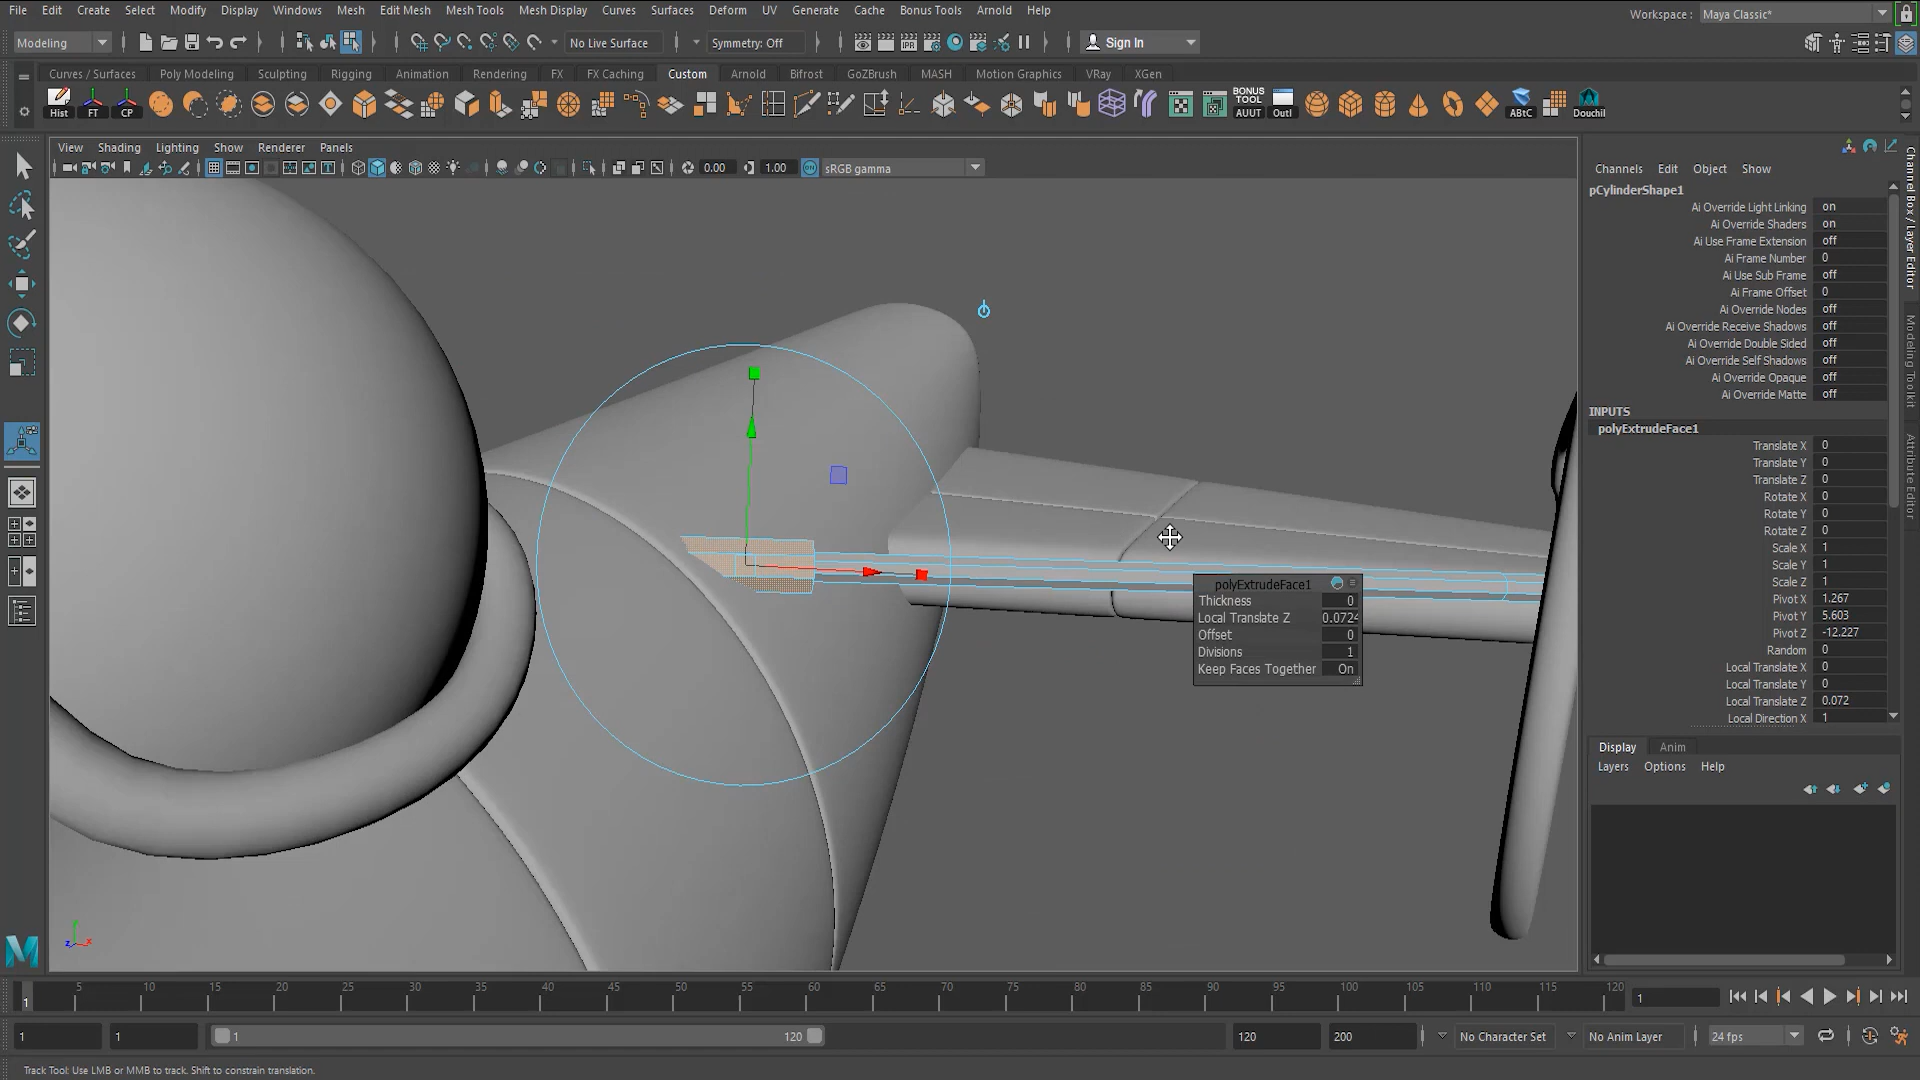 File Edit Create Select Modify Display Windows Mesh Edit Mesh Mesh Tools Mesh Display Curves Surfaces Deform UV Generate Cache Bonus Tools Arnold Help
Workspace : Maya Classic*
Modeling No Live Surface Symmetry: Off IPR Sign In
Curves / Surfaces Poly Modeling Sculpting Rigging Animation Rendering FX FX Caching Custom Arnold Bifrost GoZBrush MASH Motion Graphics VRay XGen
Hist FT CP BONUS TOOL AUUT Outl ABtC Douchil
View Shading Lighting Show Renderer Panels
0.00 1.00 sRGB gamma
Channels Edit Object Show
pCylinderShape1
Ai Override Light Linking on
Ai Override Shaders on
Ai Use Frame Extension off
Ai Frame Number 0
Ai Use Sub Frame off
Ai Frame Offset 0
Ai Override Nodes off
Ai Override Receive Shadows off
Ai Override Double Sided off
Ai Override Self Shadows off
Ai Override Opaque off
Ai Override Matte off
INPUTS
polyExtrudeFace1
Translate X 0
Translate Y 0
Translate Z 0
Rotate X 0
Rotate Y 0
Rotate Z 0
Scale X 1
Scale Y 1
Scale Z 1
Pivot X 1.267
Pivot Y 5.603
Pivot Z -12.227
Random 0
Local Translate X 0
Local Translate Y 0
Local Translate Z 0.072
Local Direction X 1
Channel Box / Layer Editor
Modeling Toolkit
Attribute Editor
polyExtrudeFace1
Thickness 0
Local Translate Z 0.0724
Offset 0
Divisions 1
Keep Faces Together On
Display Anim
Layers Options Help
y
z x
M
1 5 10 15 20 25 30 35 40 45 50 55 60 65 70 75 80 85 90 95 100 105 110 115 120 1
1 1 1 120 120 200 No Character Set No Anim Layer 24 fps
Track Tool: Use LMB or MMB to track. Shift to constrain translation.